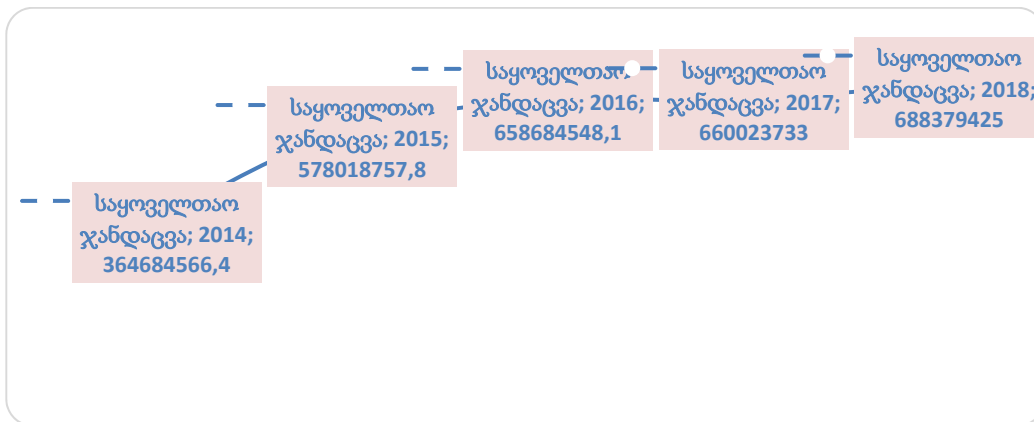 საყოველთაო
ჯანდაცვა; 2014;
364684566,4
საყოველთაო
ჯანდაცვა; 2015;
578018757,8
საყოველთაო
ჯანდაცვა; 2016;
658684548,1
საყოველთაო
ჯანდაცვა; 2017;
660023733
საყოველთაო
ჯანდაცვა; 2018;
688379425